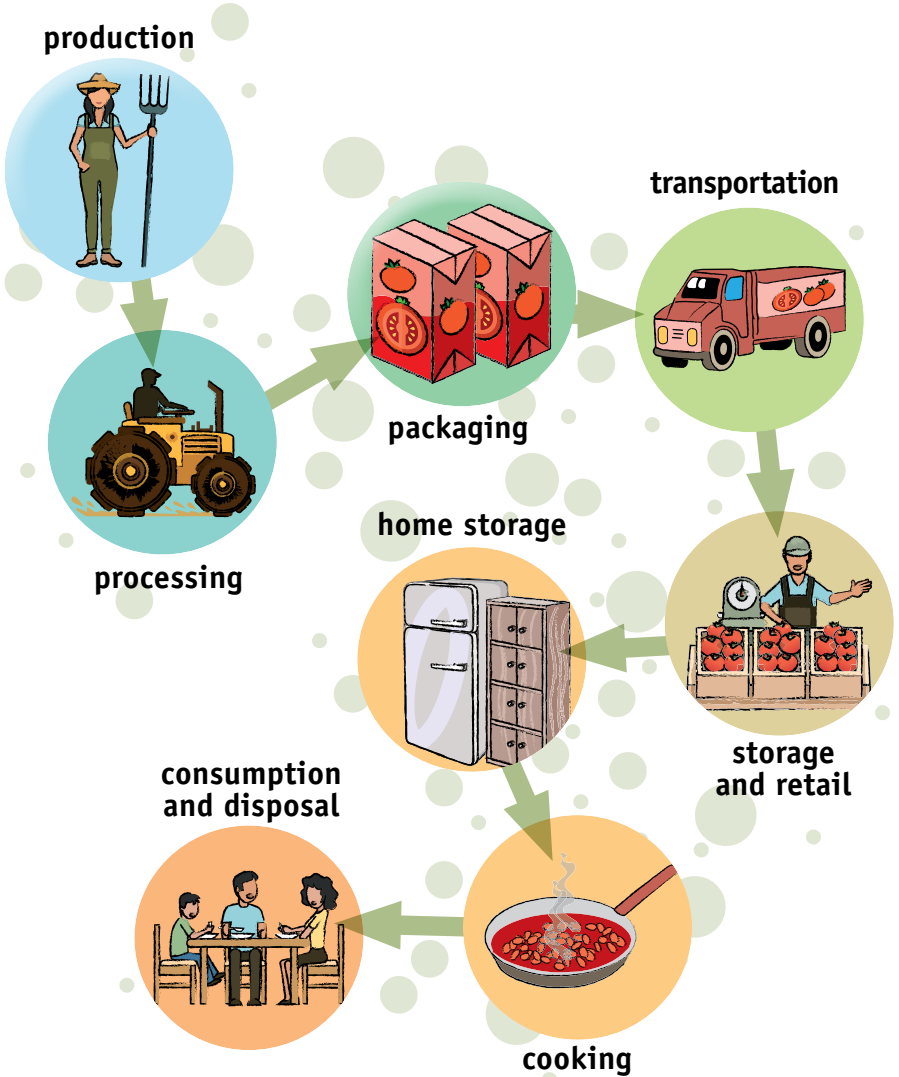 production
processing
packaging
transportation
storage
and retail
home storage
cooking
consumption
and disposal